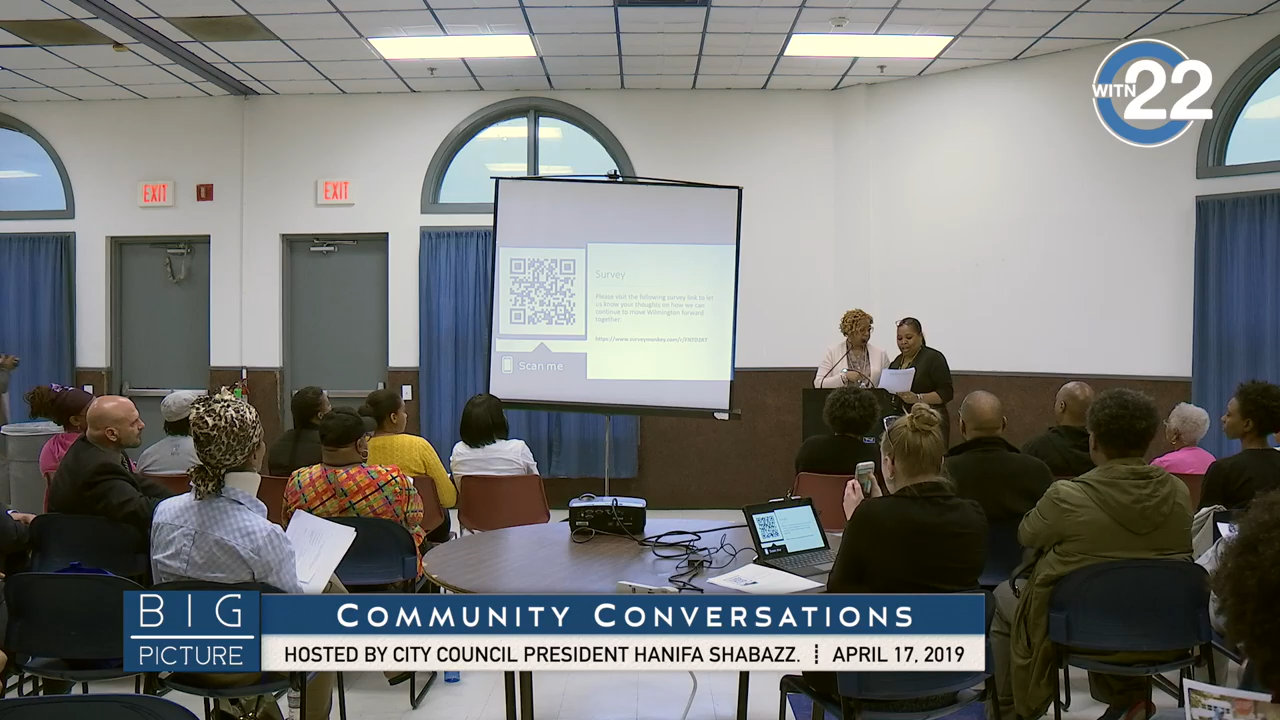 WITN 22
EXIT
EXIT
Survey
Please visit the following survey link to let
us know your thoughts on how we can
continue to move Wilmington forward
together.
Scan me
BIG
PICTURE
COMMUNITY CONVERSATIONS
HOSTED BY CITY COUNCIL PRESIDENT HANIFA SHABAZZ. ┊ APRIL 17, 2019